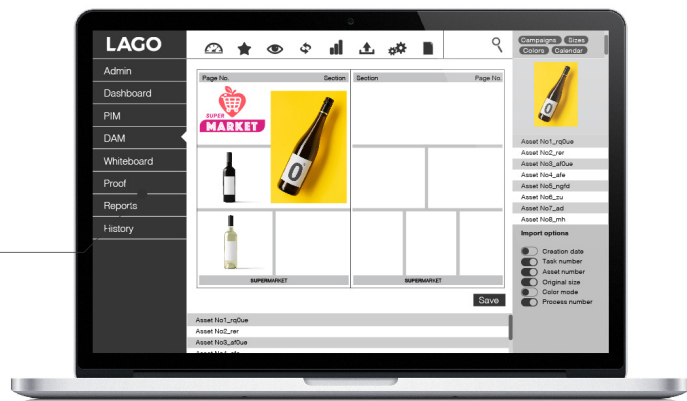 LAGO
Admin
Dashboard
PIM
DAM
Whiteboard
Proof
Reports
History
Page No. Section Section Page No.
SUPER
MARKET
0
SUPERMARKET SUPERMARKET
Save
Asset No1_rq0ue
Asset No2_rer
Asset No3_af0ue
Campaigns Sizes
Colors Calendar
0
Asset No1_rq0ue
Asset No2_rer
Asset No3_af0ue
Asset No4_afe
Asset No5_ngfd
Asset No6_zu
Asset No7_ad
Asset No8_mh
Import options
Creation date
Task number
Asset number
Original size
Color mode
Process number